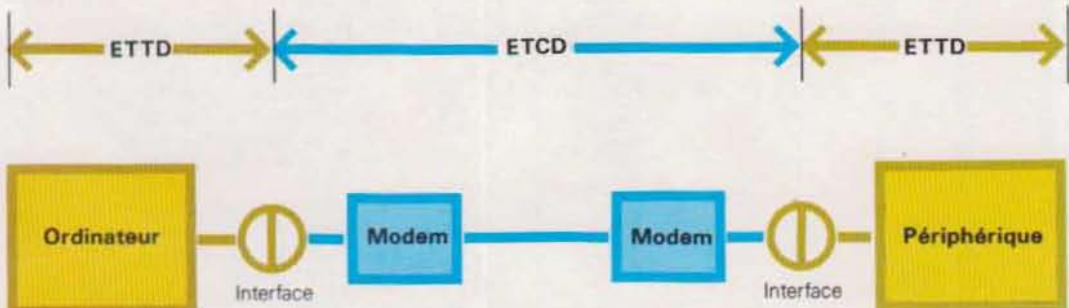 ETTD ETCD ETTD
Ordinateur Modem Modem Périphérique
Interface Interface